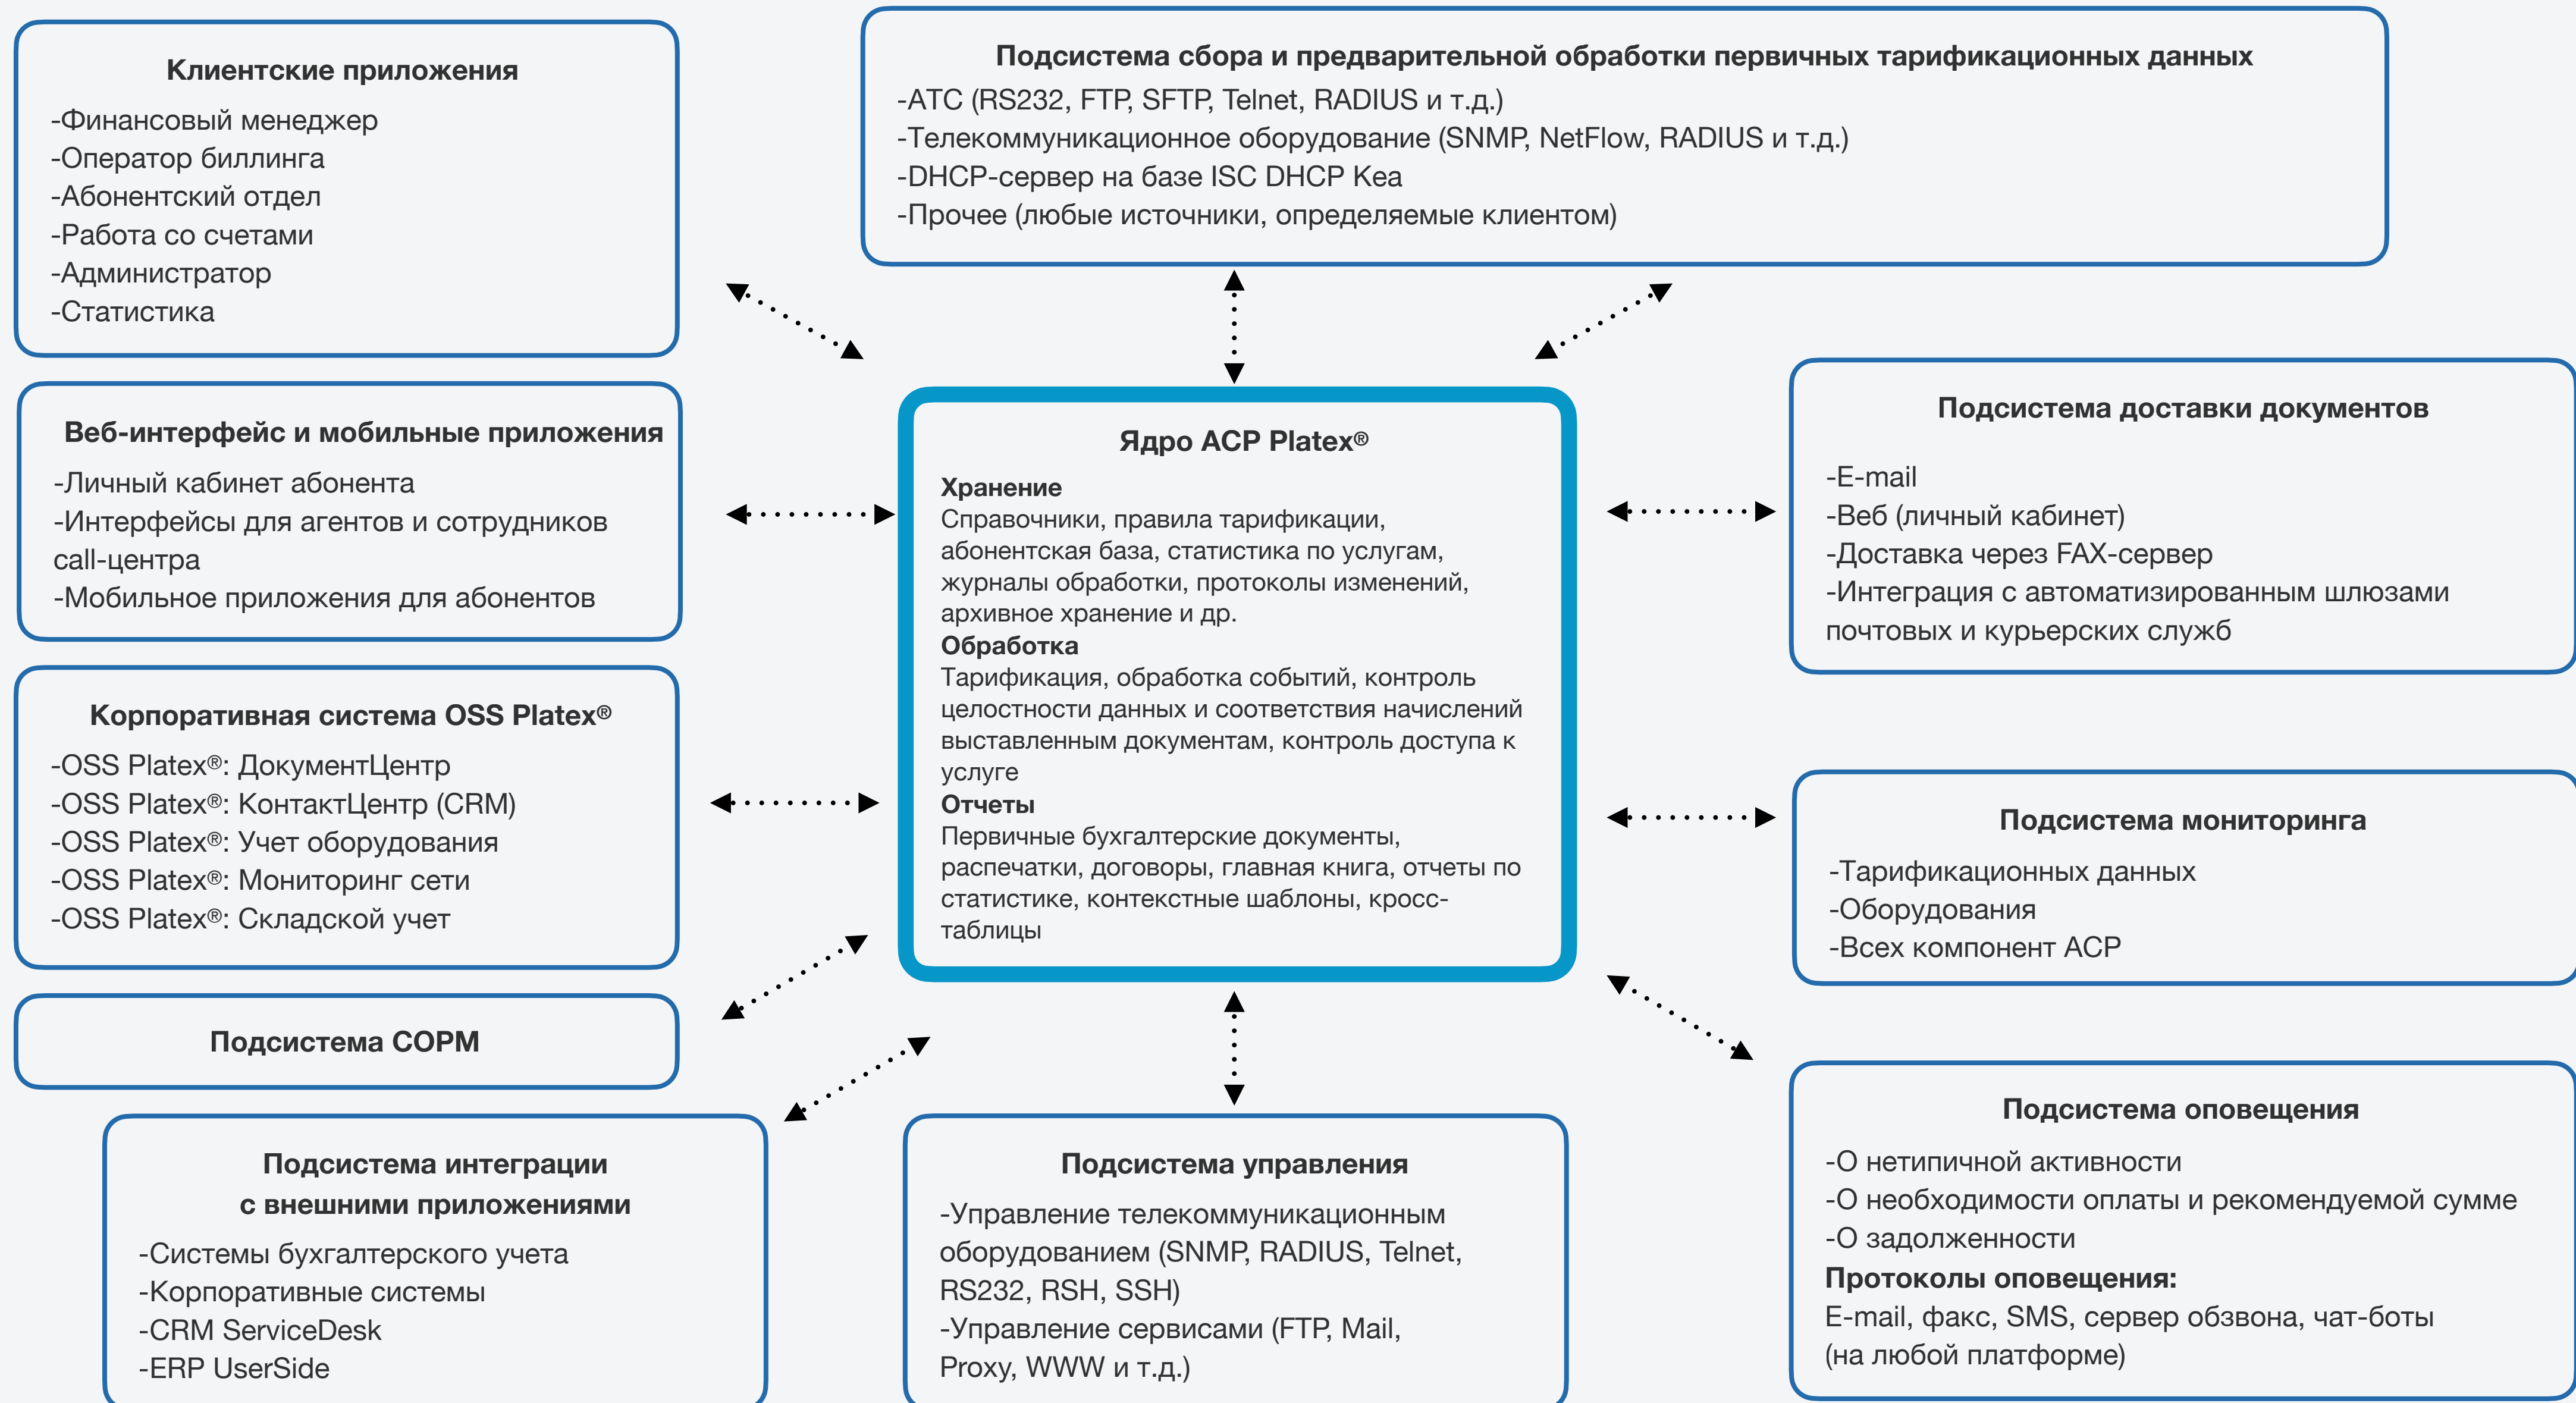 Клиентские приложения
-Финансовый менеджер
-Оператор биллинга
-Абонентский отдел
-Работа со счетами
-Администратор
-Статистика
Подсистема сбора и предварительной обработки первичных тарификационных данных
-АТС (RS232, FTP, SFTP, Telnet, RADIUS и т.д.)
-Телекоммуникационное оборудование (SNMP, NetFlow, RADIUS и т.д.)
-DHCP-сервер на базе ISC DHCP Kea
-Прочее (любые источники, определяемые клиентом)
Веб-интерфейс и мобильные приложения
-Личный кабинет абонента
-Интерфейсы для агентов и сотрудников
call-центра
-Мобильное приложения для абонентов
Ядро АСР Platex®
Хранение
Справочники, правила тарификации,
абонентская база, статистика по услугам,
журналы обработки, протоколы изменений,
архивное хранение и др.
Обработка
Тарификация, обработка событий, контроль
целостности данных и соответствия начислений
выставленным документам, контроль доступа к
услуге
Отчеты
Первичные бухгалтерские документы,
распечатки, договоры, главная книга, отчеты по
статистике, контекстные шаблоны, кросс-
таблицы
Подсистема доставки документов
-E-mail
-Веб (личный кабинет)
-Доставка через FAX-сервер
-Интеграция с автоматизированным шлюзами
почтовых и курьерских служб
Корпоративная система OSS Platex®
-OSS Platex®: ДокументЦентр
-OSS Platex®: КонтактЦентр (CRM)
-OSS Platex®: Учет оборудования
-OSS Platex®: Мониторинг сети
-OSS Platex®: Складской учет
Подсистема мониторинга
-Тарификационных данных
-Оборудования
-Всех компонент АСР
Подсистема СОРМ
Подсистема интеграции
с внешними приложениями
-Системы бухгалтерского учета
-Корпоративные системы
-CRM ServiceDesk
-ERP UserSide
Подсистема управления
-Управление телекоммуникационным
оборудованием (SNMP, RADIUS, Telnet,
RS232, RSH, SSH)
-Управление сервисами (FTP, Mail,
Proxy, WWW и т.д.)
Подсистема оповещения
-О нетипичной активности
-О необходимости оплаты и рекомендуемой сумме
-О задолженности
Протоколы оповещения:
E-mail, факс, SMS, сервер обзвона, чат-боты
(на любой платформе)